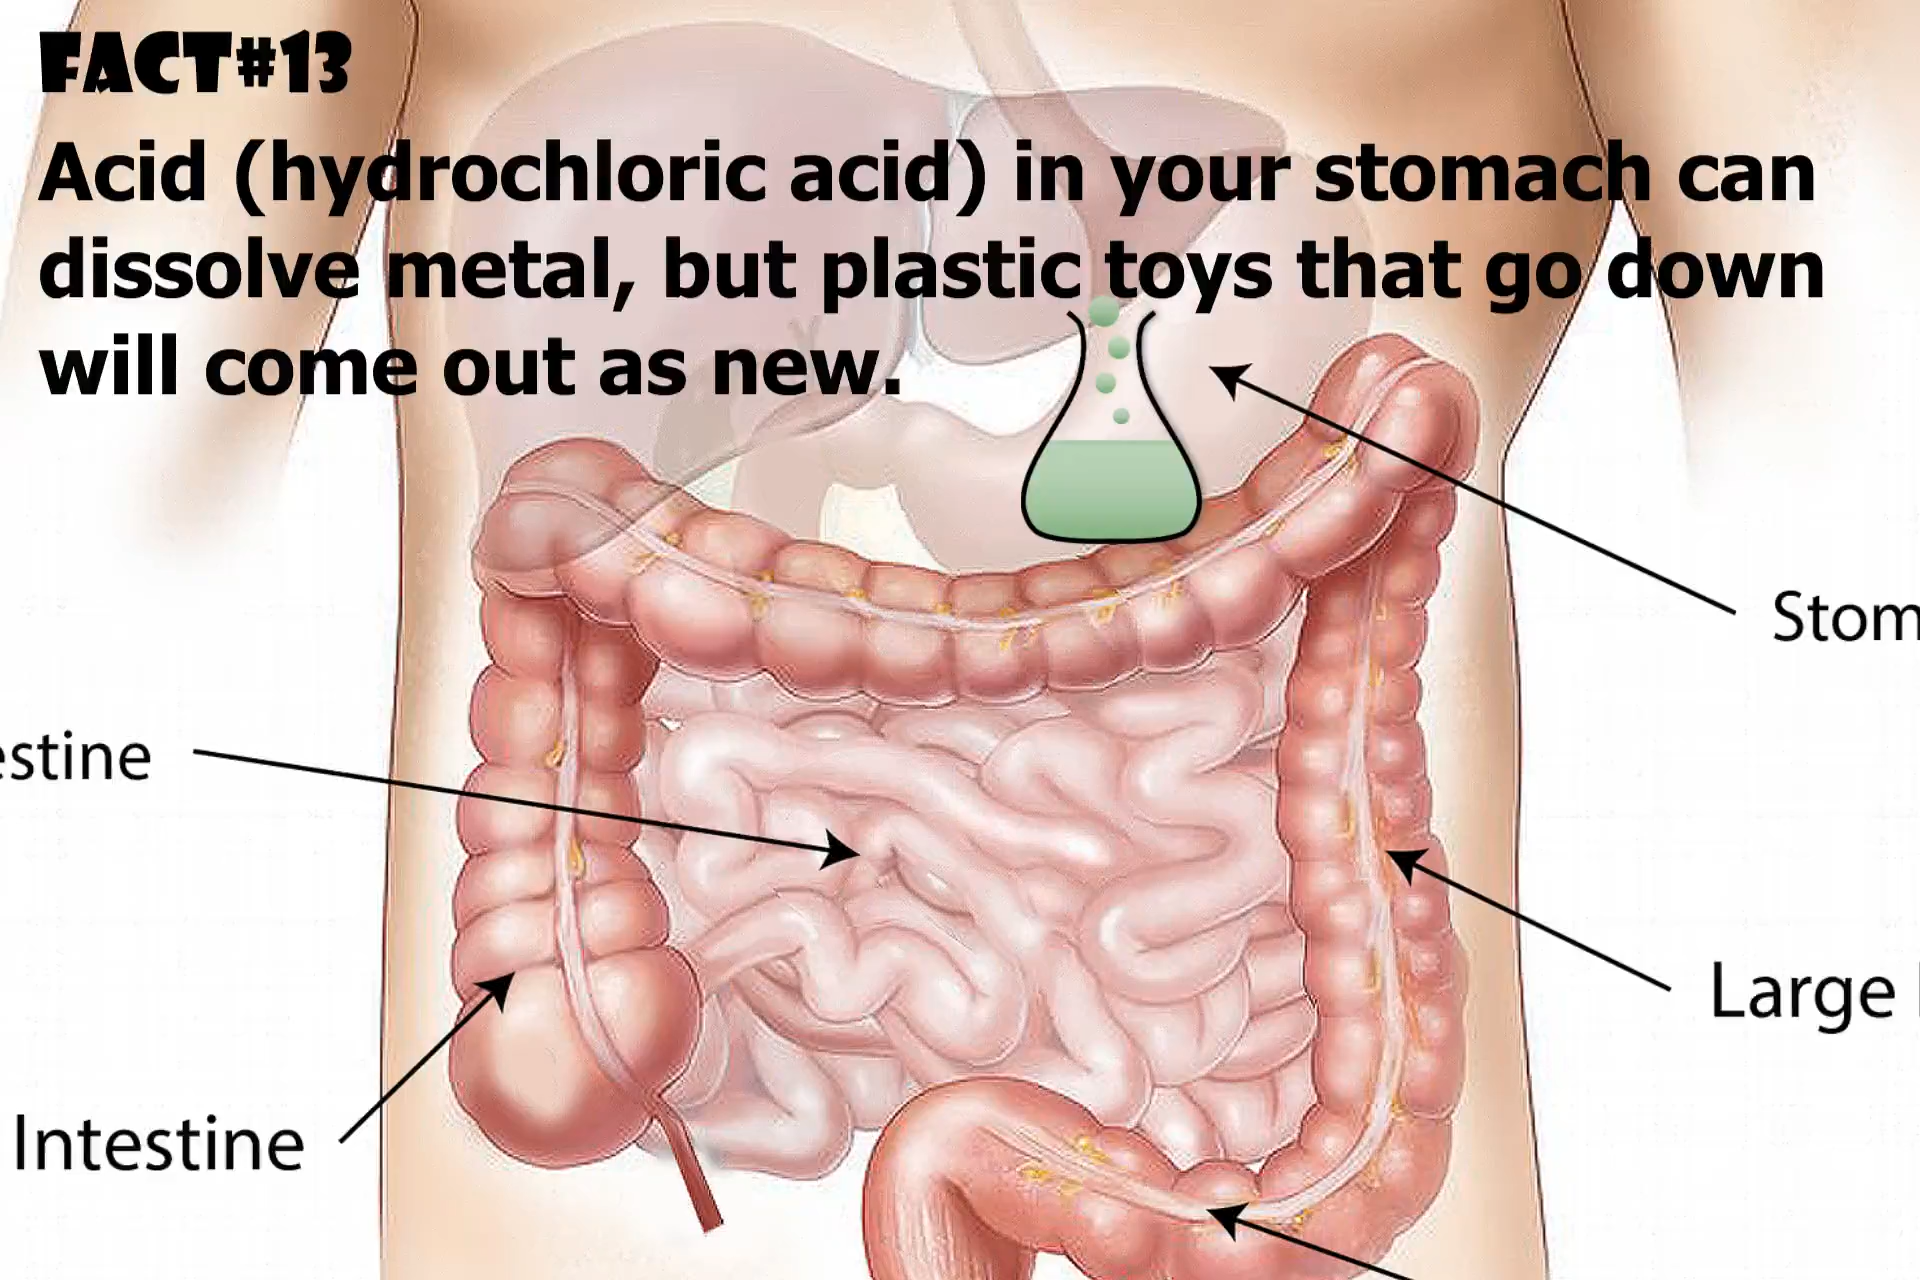 FACT#13
Acid (hydrochloric acid) in your stomach can
dissolve metal, but plastic toys that go down
will come out as new.
Stom
estine
Large
Intestine